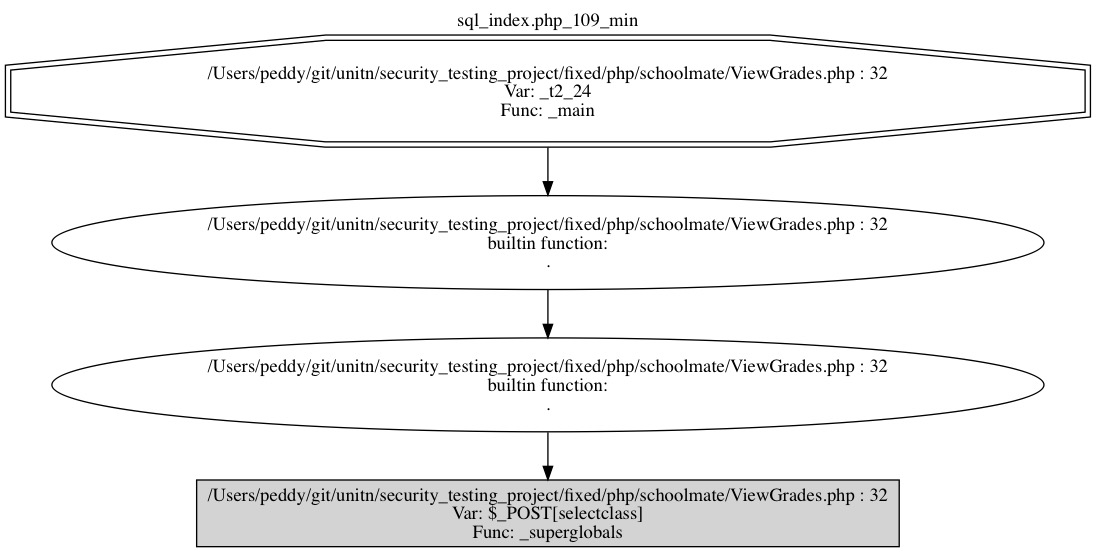 sql_index.php_109_min
/Users/peddy/git/unitn/security_testing_project/fixed/php/schoolmate/ViewGrades.php : 32
Var: _t2_24
Func: _main
/Users/peddy/git/unitn/security_testing_project/fixed/php/schoolmate/ViewGrades.php : 32
builtin function:
.
/Users/peddy/git/unitn/security_testing_project/fixed/php/schoolmate/ViewGrades.php : 32
builtin function:
.
/Users/peddy/git/unitn/security_testing_project/fixed/php/schoolmate/ViewGrades.php : 32
Var: $_POST[selectclass]
Func: _superglobals